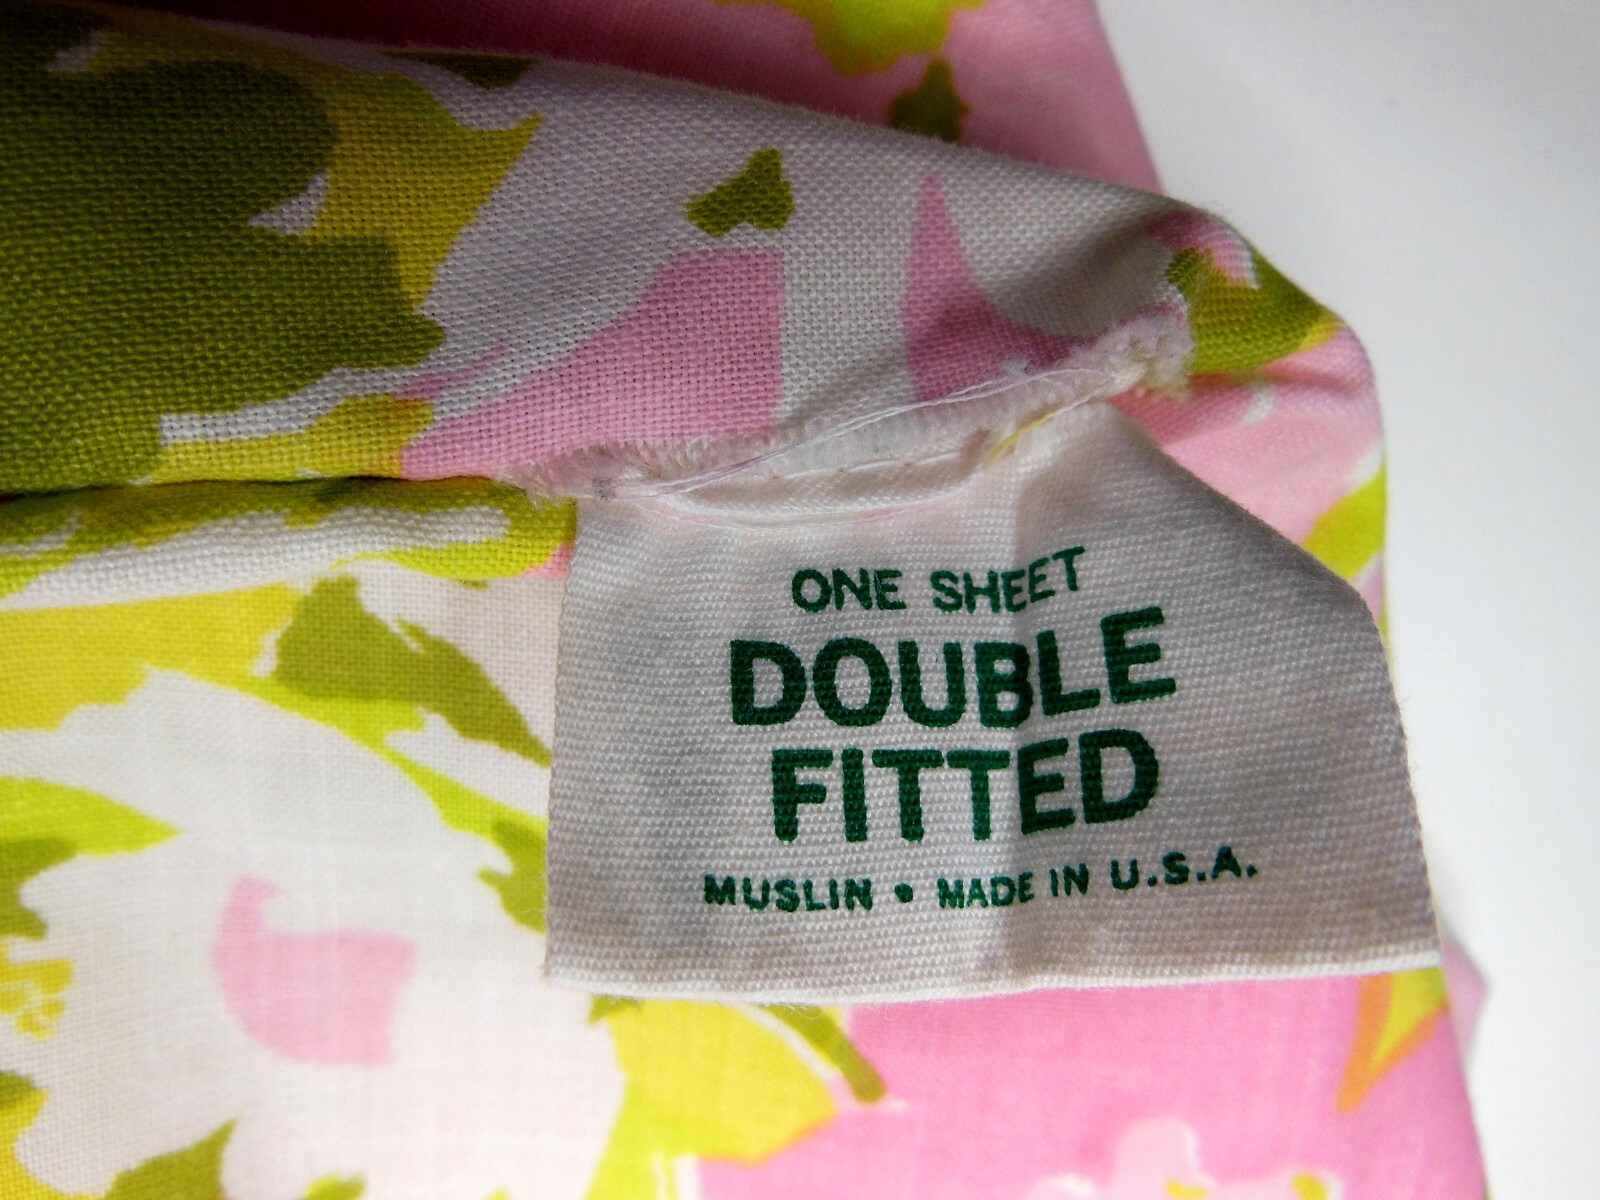 ONE SHEET
DOUBLE
FITTED
MUSLIN • MADE IN U.S.A.